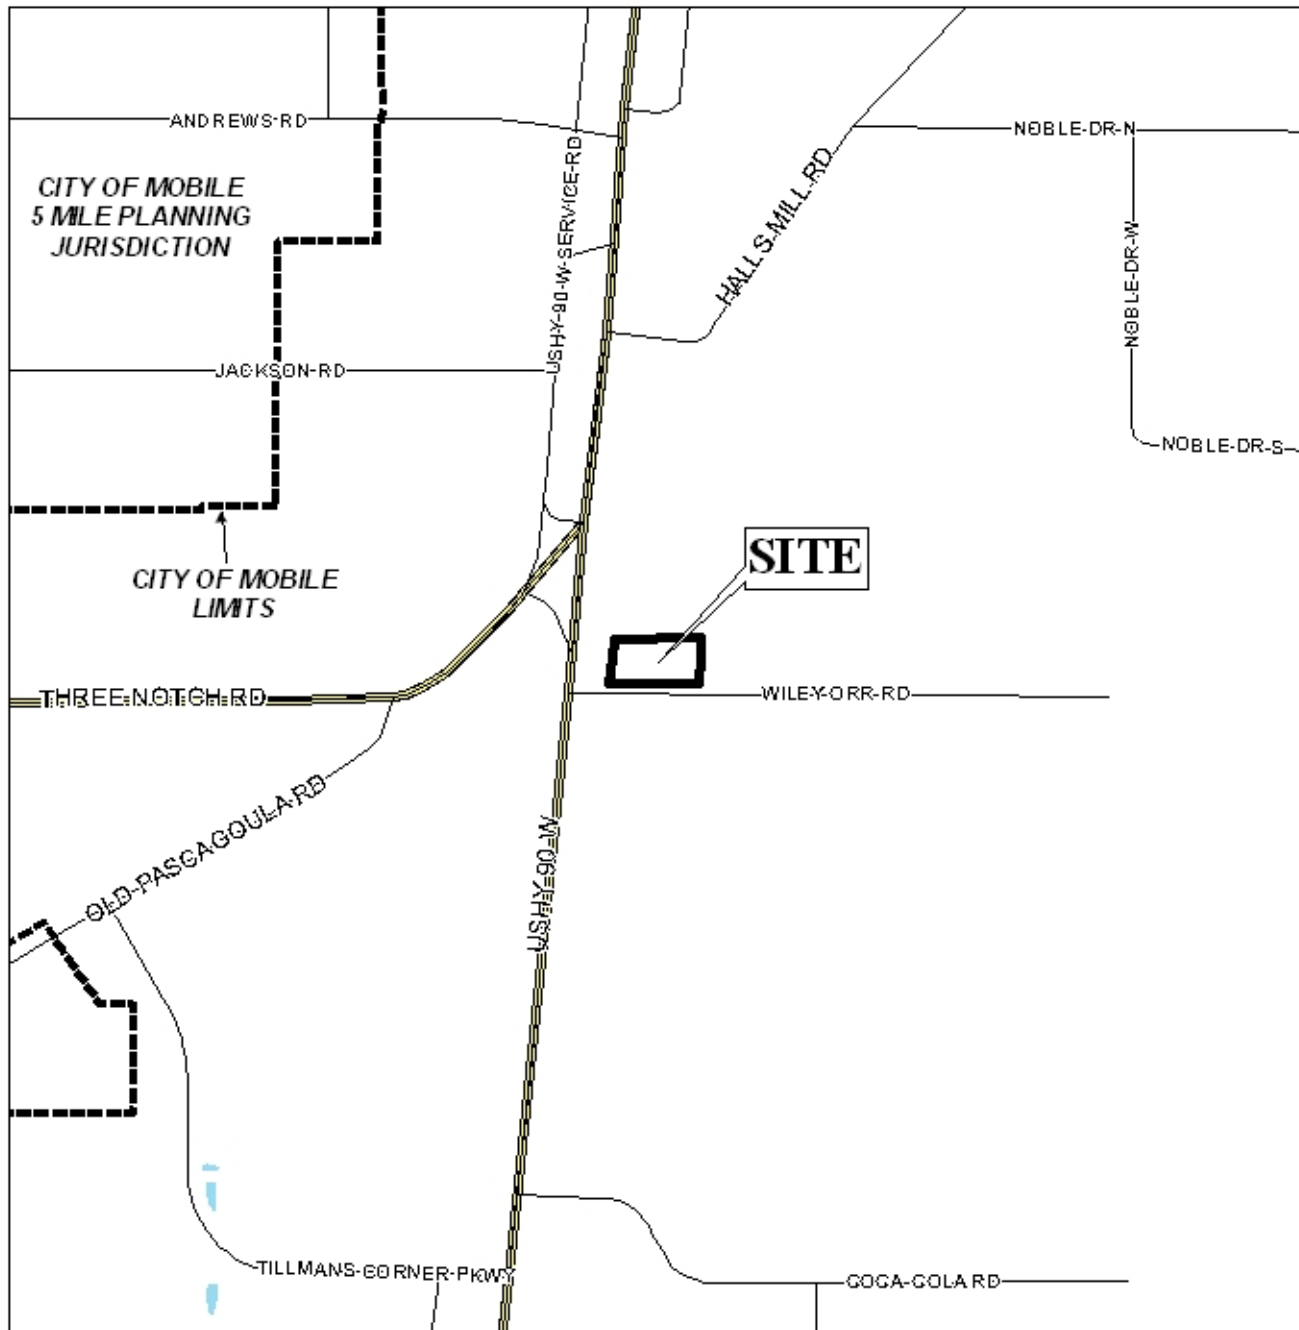 ANDREWS-RD
NOBLE-DR-N
CITY OF MOBILE
5 MILE PLANNING
JURISDICTION
USHY-90-W-SERVICE-RD
HALLS-MILL-RD
NOBLE-DR-W
JACKSON-RD
NOBLE-DR-S
SITE
CITY OF MOBILE
LIMITS
THREE-NOTCH-RD
WILEY-ORR-RD
OLD-PASCAGOULA-RD
USHY-90-W
TILLMANS-CORNER-PKWY
COCA-COLA RD